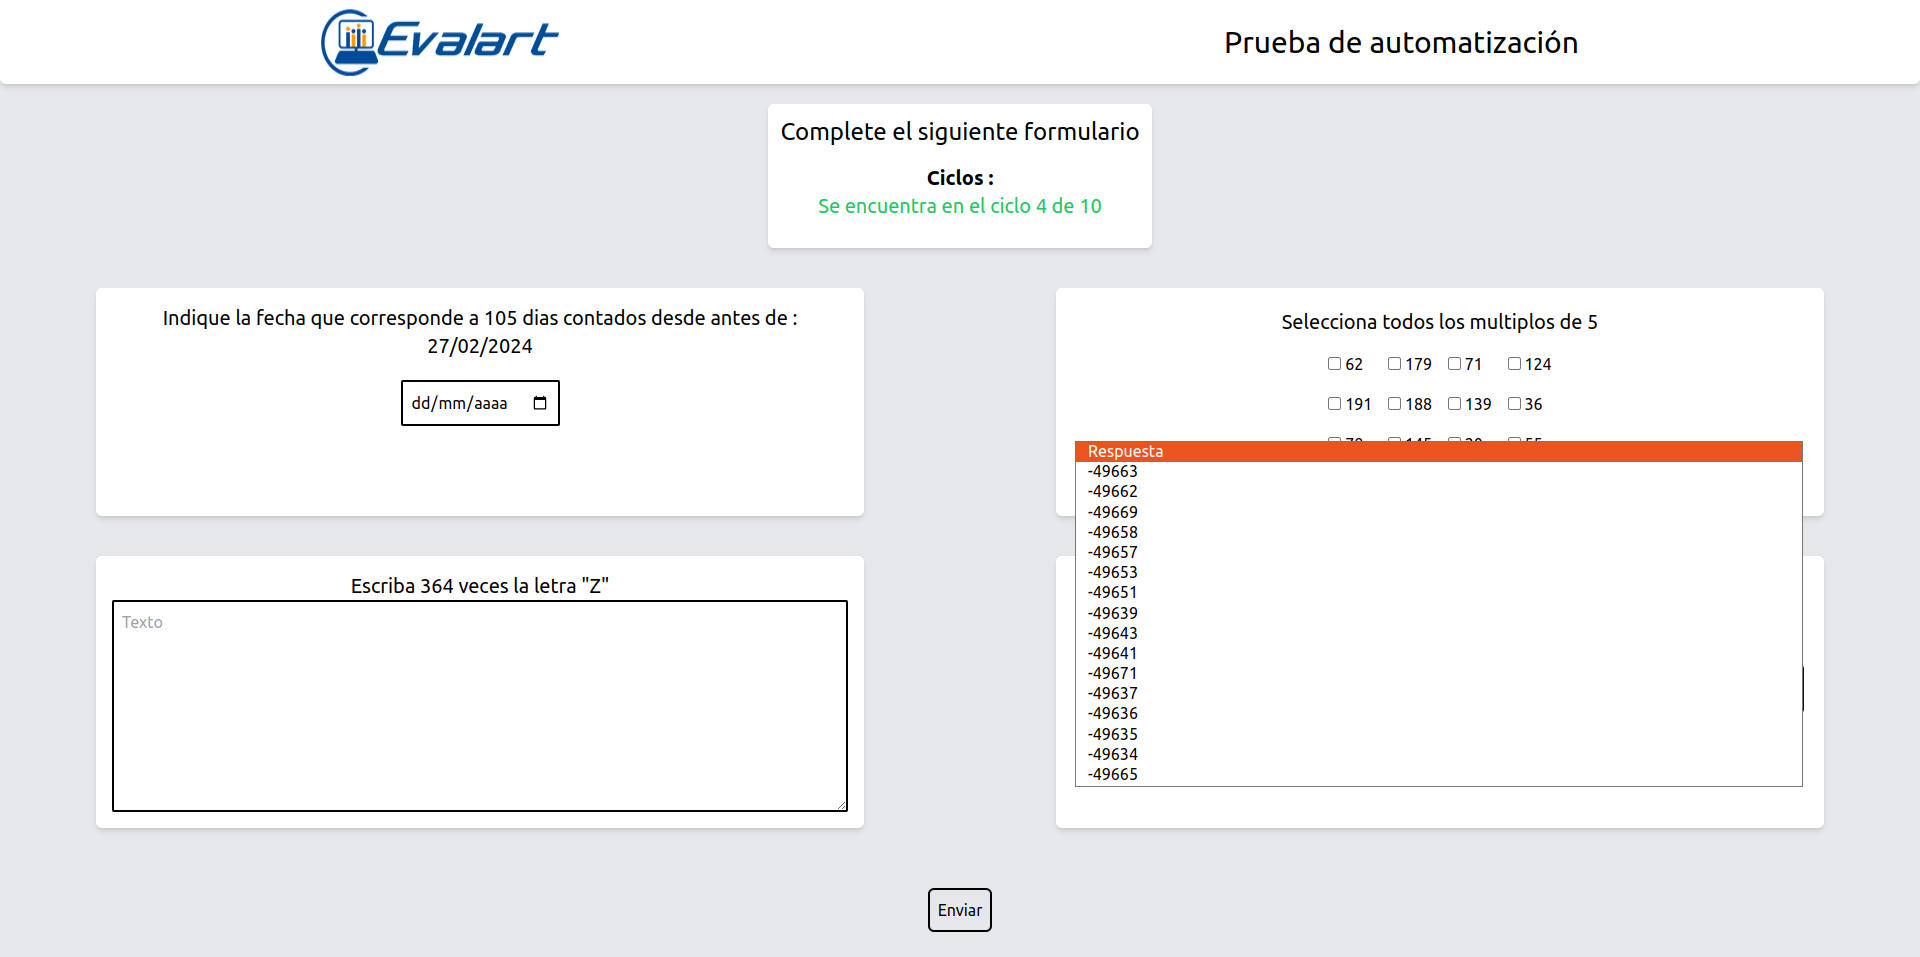 Evalart
Prueba de automatización
Complete el siguiente formulario
Ciclos :
Se encuentra en el ciclo 4 de 10
Indique la fecha que corresponde a 105 dias contados desde antes de :
27/02/2024
dd/mm/aaaa
Selecciona todos los multiplos de 5
62 179 71 124
191 188 139 36
Respuesta
-49663
-49662
-49669
-49658
-49657
-49653
-49651
-49639
-49643
-49641
-49671
-49637
-49636
-49635
-49634
-49665
Escriba 364 veces la letra "Z"
Texto
Enviar